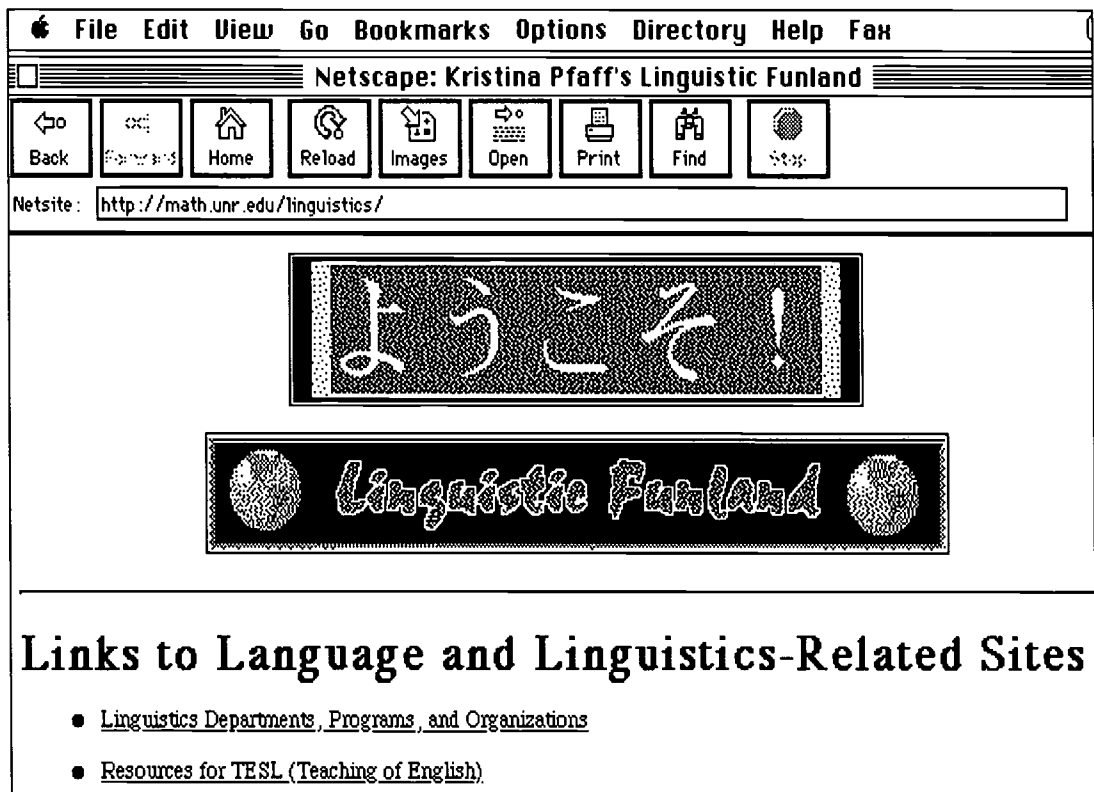 File Edit View Go Bookmarks Options Directory Help Fax
Netscape: Kristina Pfaff's Linguistic Funland
Back Forward Home Reload Images Open Print Find Stop
Netsite: http://math.unr.edu/linguistics/
ようこそ!
Linguistic Funland
Links to Language and Linguistics-Related Sites
Linguistics Departments, Programs, and Organizations
Resources for TESL (Teaching of English)